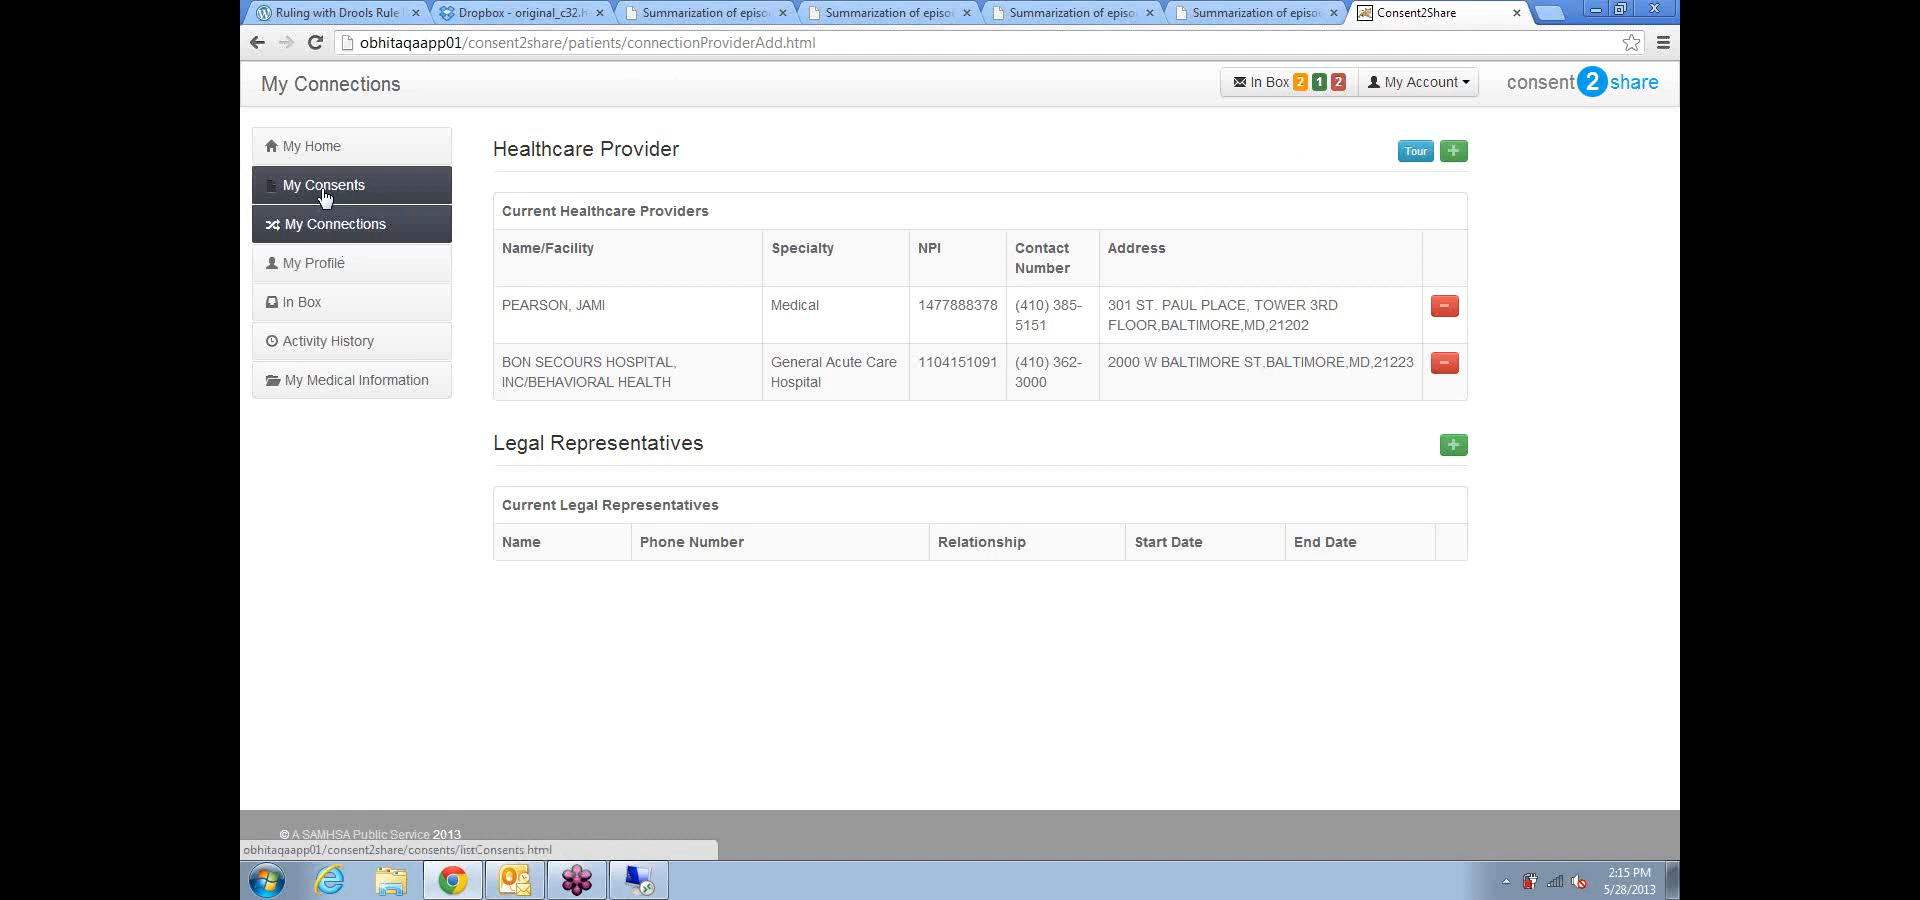 Ruling with Drools Rule
Dropbox - original_c32.h
Summarization of episo
Summarization of episo
Summarization of episo
Summarization of episo
Consent2Share
obhitaqaapp01/consent2share/patients/connectionProviderAdd.html
My Connections
In Box 2 1 2
My Account
consent 2 share
My Home
My Consents
My Connections
My Profile
In Box
Activity History
My Medical Information
Healthcare Provider
Tour
Current Healthcare Providers
Name/Facility Specialty NPI Contact Number Address
PEARSON, JAMI Medical 1477888378 (410) 385-
5151
301 ST. PAUL PLACE, TOWER 3RD
FLOOR,BALTIMORE,MD,21202
BON SECOURS HOSPITAL,
INC/BEHAVIORAL HEALTH
General Acute Care
Hospital
1104151091
(410) 362-
3000
2000 W BALTIMORE ST,BALTIMORE,MD,21223
Legal Representatives
Current Legal Representatives
Name Phone Number Relationship Start Date End Date
© A SAMHSA Public Service 2013
obhitaqaapp01/consent2share/consents/listConsents.html
2:15 PM
5/28/2013